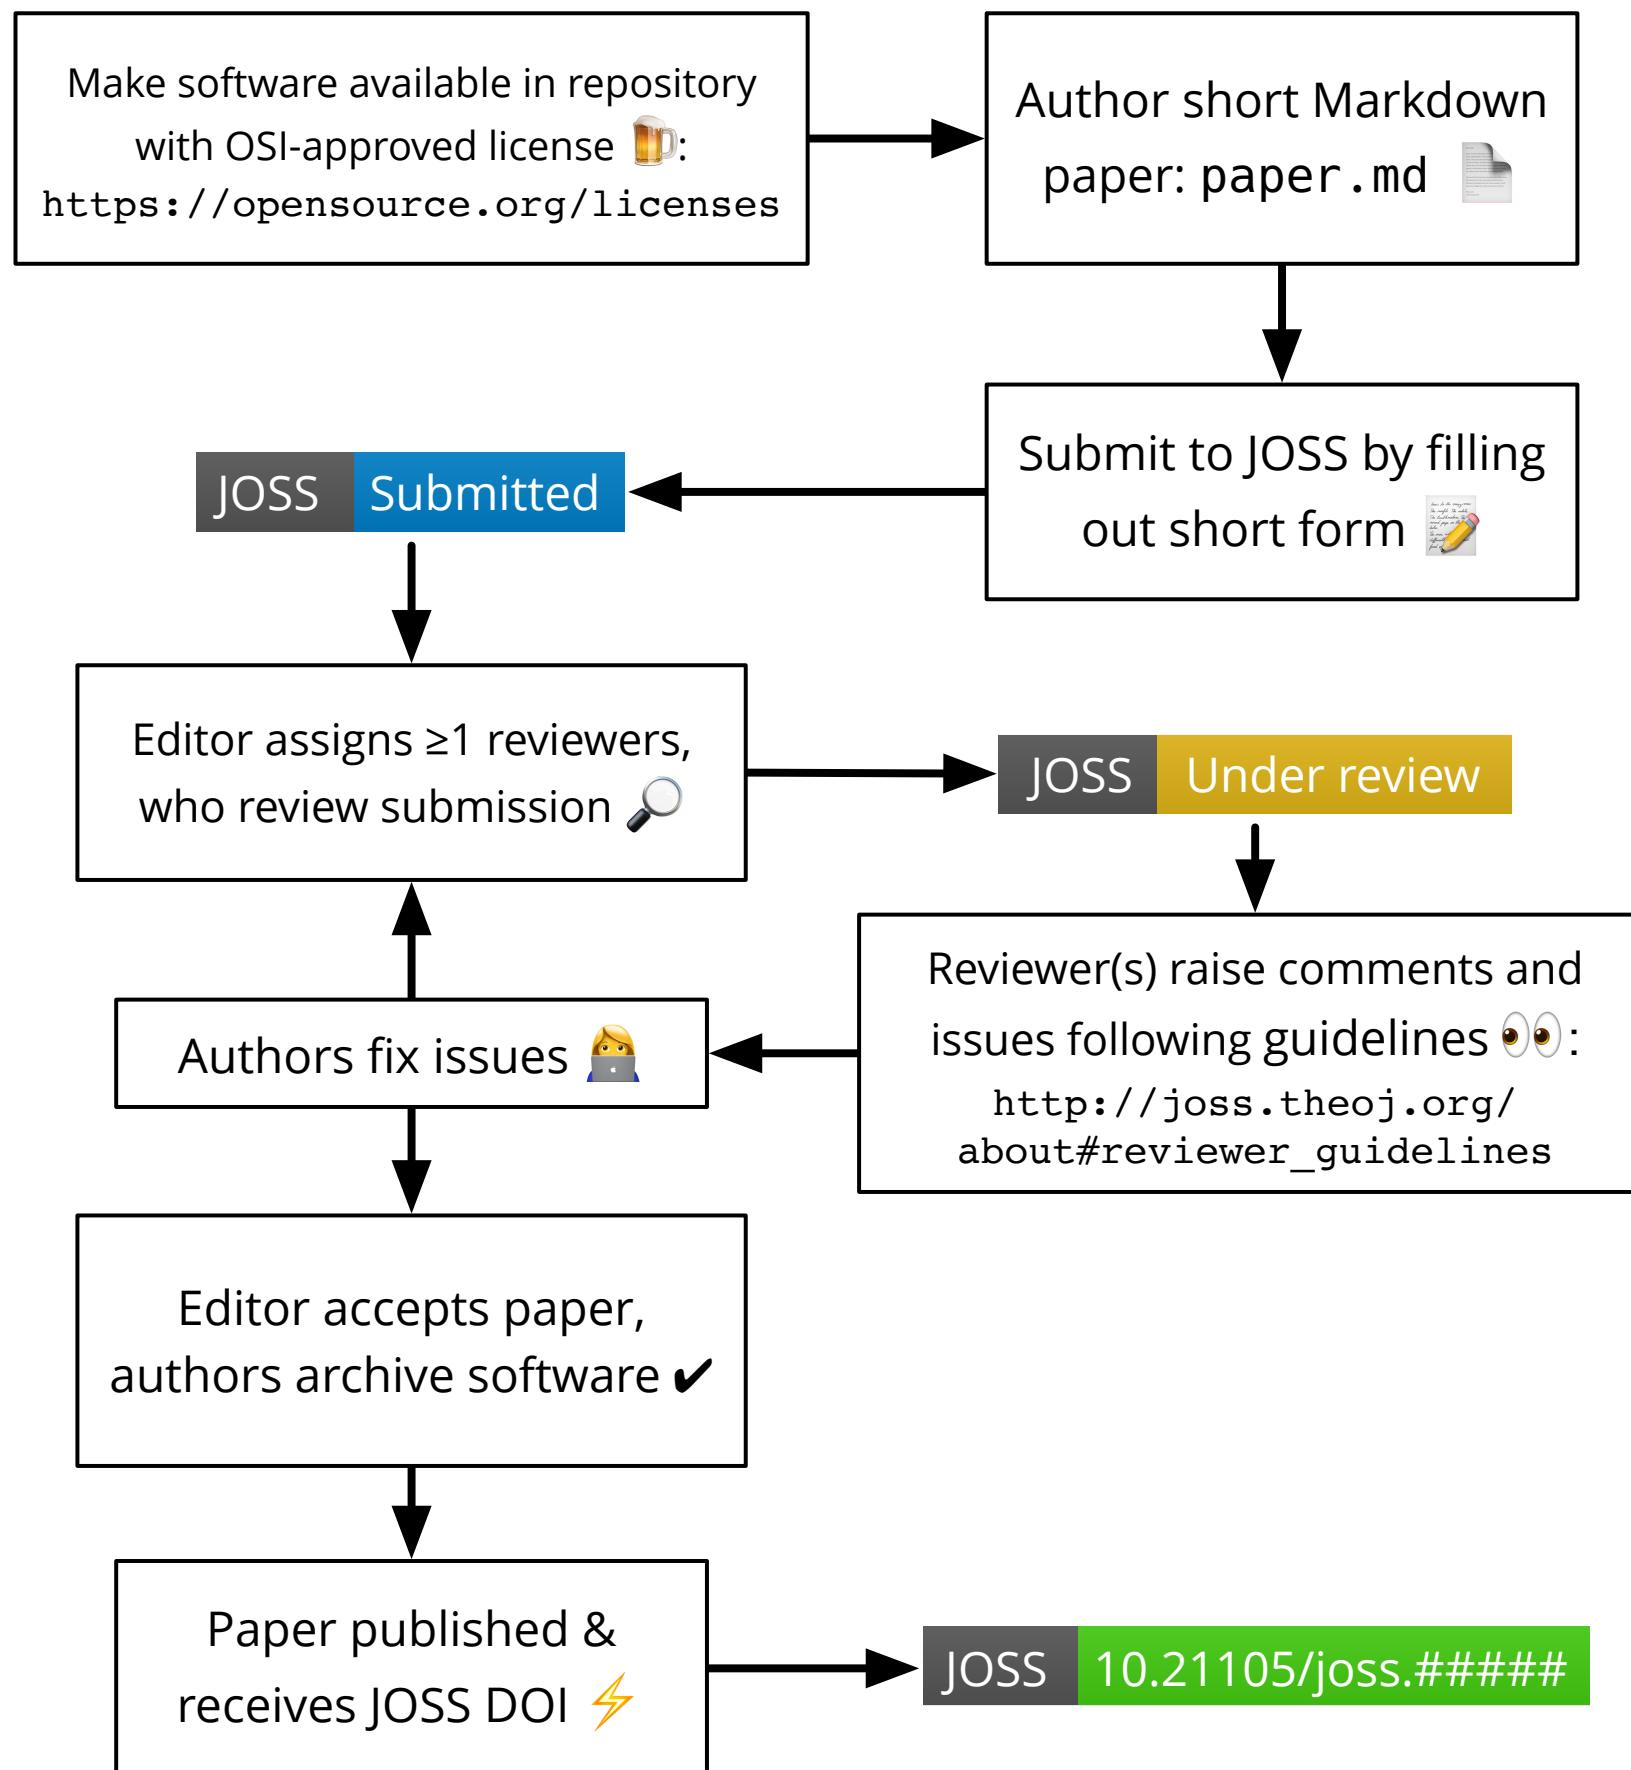 Make software available in repository
with OSI-approved license 🍺:
https://opensource.org/licenses
Author short Markdown
paper: paper.md
Submit to JOSS by filling
out short form
JOSS Submitted
Editor assigns ≥1 reviewers,
who review submission
JOSS Under review
Reviewer(s) raise comments and
issues following guidelines 👀:
http://joss.theoj.org/
about#reviewer_guidelines
Authors fix issues
Editor accepts paper,
authors archive software ✔
Paper published &
receives JOSS DOI ⚡
JOSS 10.21105/joss.#####